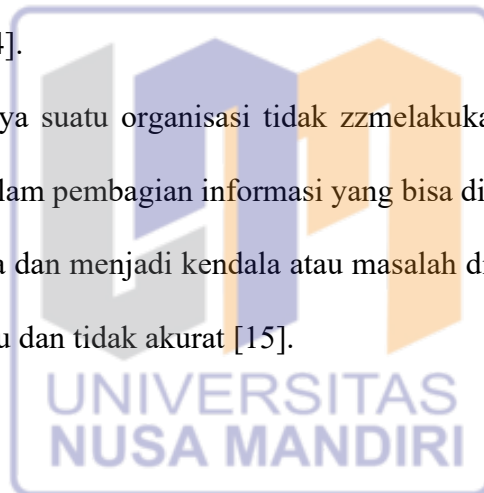 4].
ya suatu organisasi tidak zzmelakuka
lam pembagian informasi yang bisa di
a dan menjadi kendala atau masalah di
u dan tidak akurat [15].
UNIVERSITAS
NUSA MANDIRI